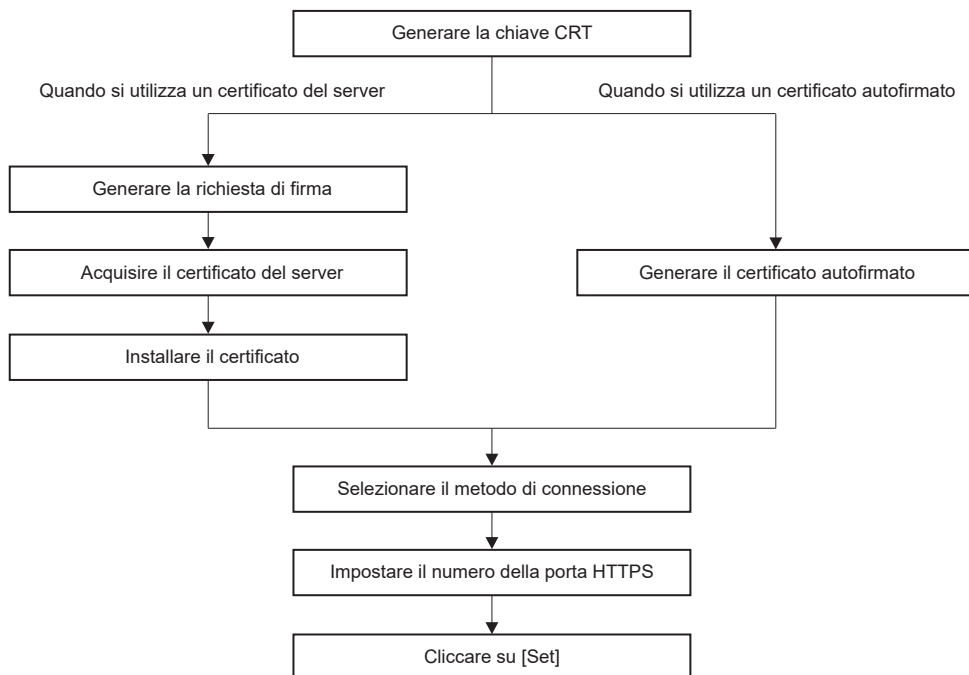 Generare la chiave CRT
Quando si utilizza un certificato del server
Quando si utilizza un certificato autofirmato
Generare la richiesta di firma
Acquisire il certificato del server
Generare il certificato autofirmato
Installare il certificato
Selezionare il metodo di connessione
Impostare il numero della porta HTTPS
Cliccare su [Set]